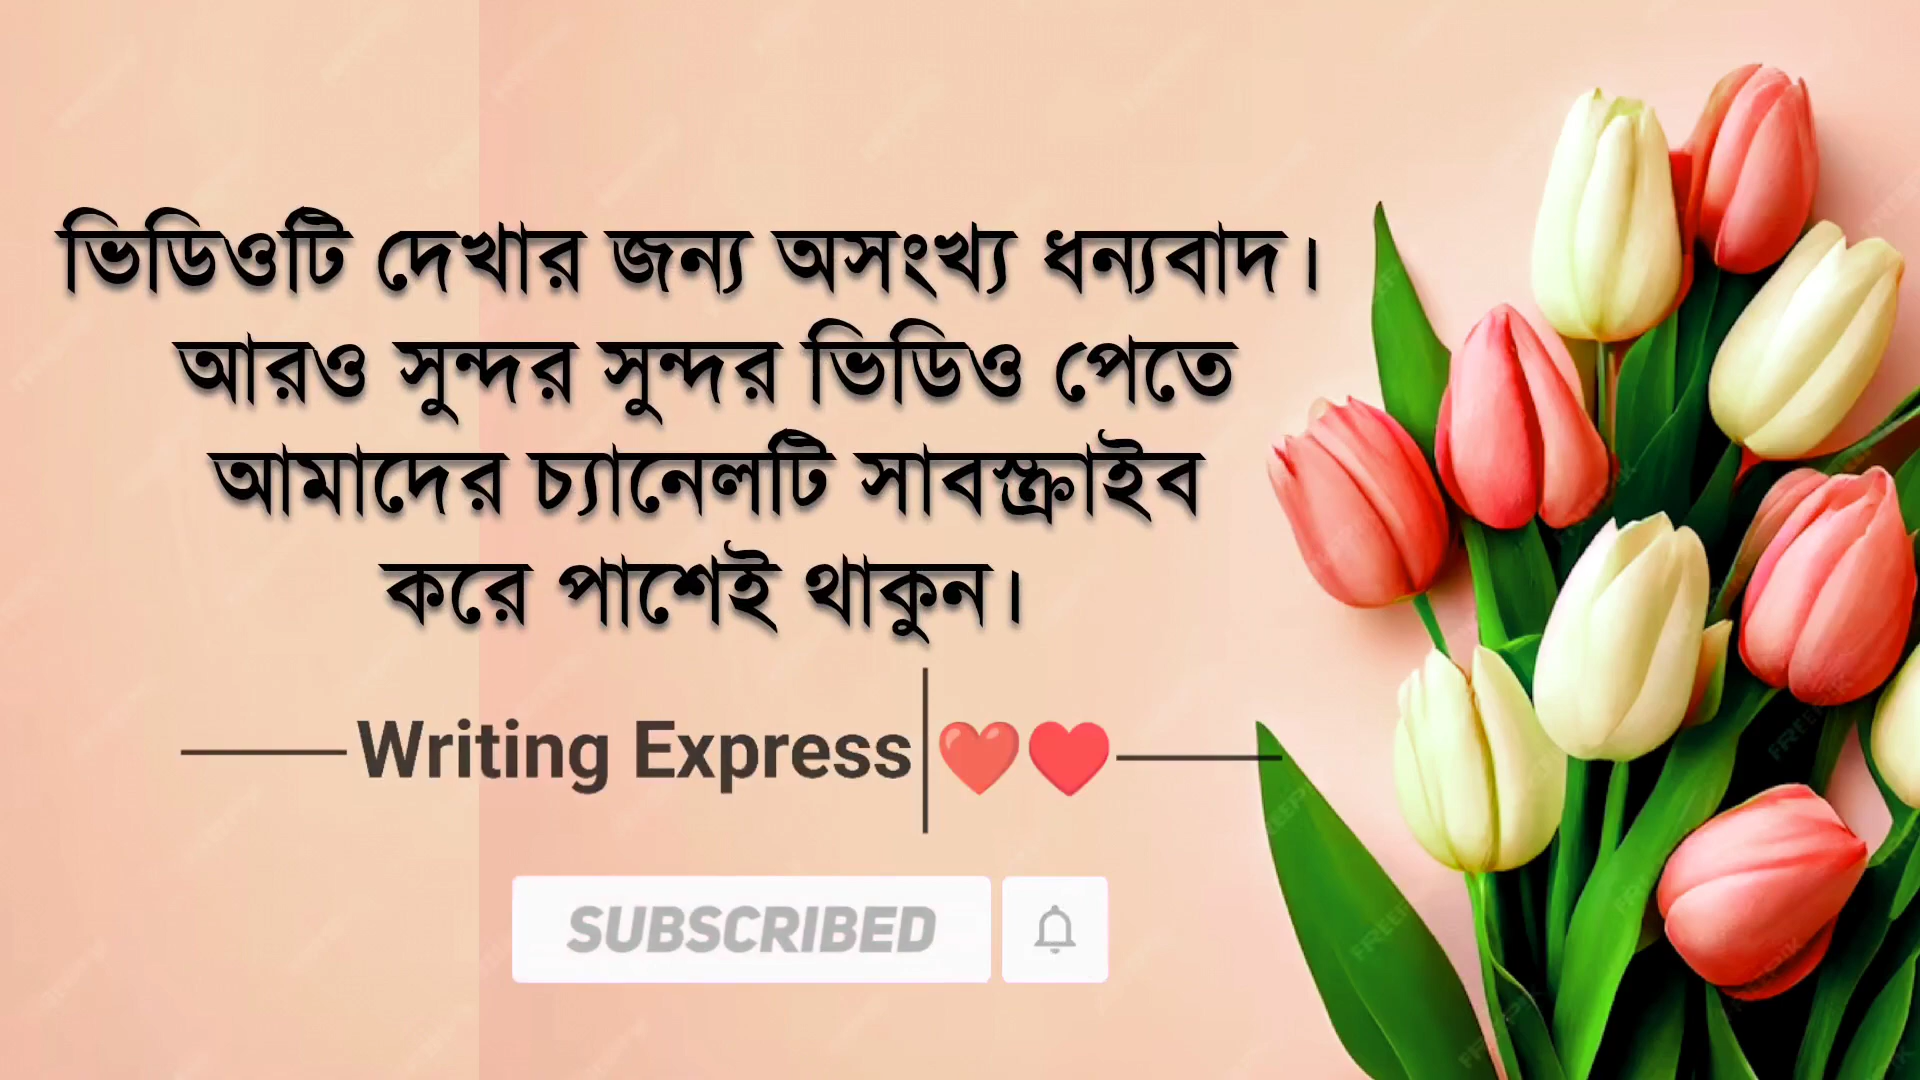 ভিডিওটি দেখার জন্য অসংখ্য ধন্যবাদ।
আরও সুন্দর সুন্দর ভিডিও পেতে
আমাদের চ্যানেলটি সাবস্ক্রাইব
করে পাশেই থাকুন।
Writing Express
SUBSCRIBED